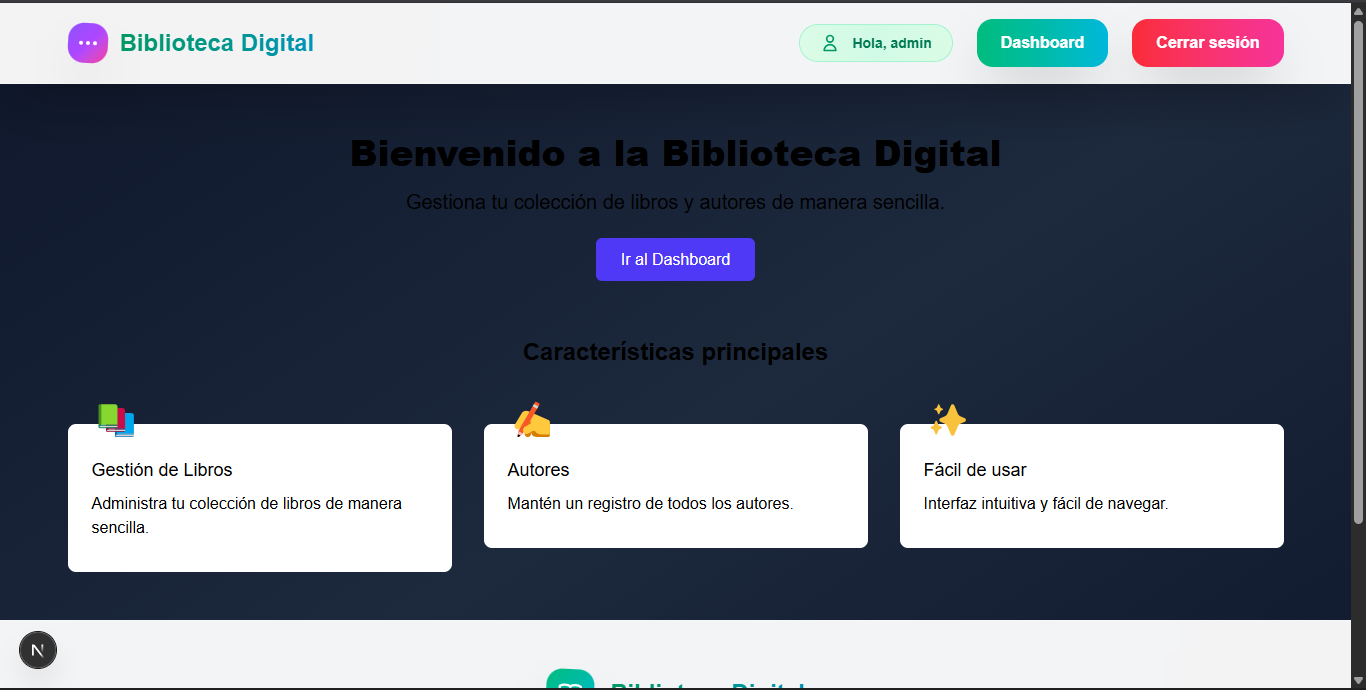 Biblioteca Digital
Hola, admin
Dashboard
Cerrar sesión
Bienvenido a la Biblioteca Digital
Gestiona tu colección de libros y autores de manera sencilla.
Ir al Dashboard
Características principales
Gestión de Libros
Administra tu colección de libros de manera
sencilla.
Autores
Mantén un registro de todos los autores.
Fácil de usar
Interfaz intuitiva y fácil de navegar.
N
Biblioteca Digital